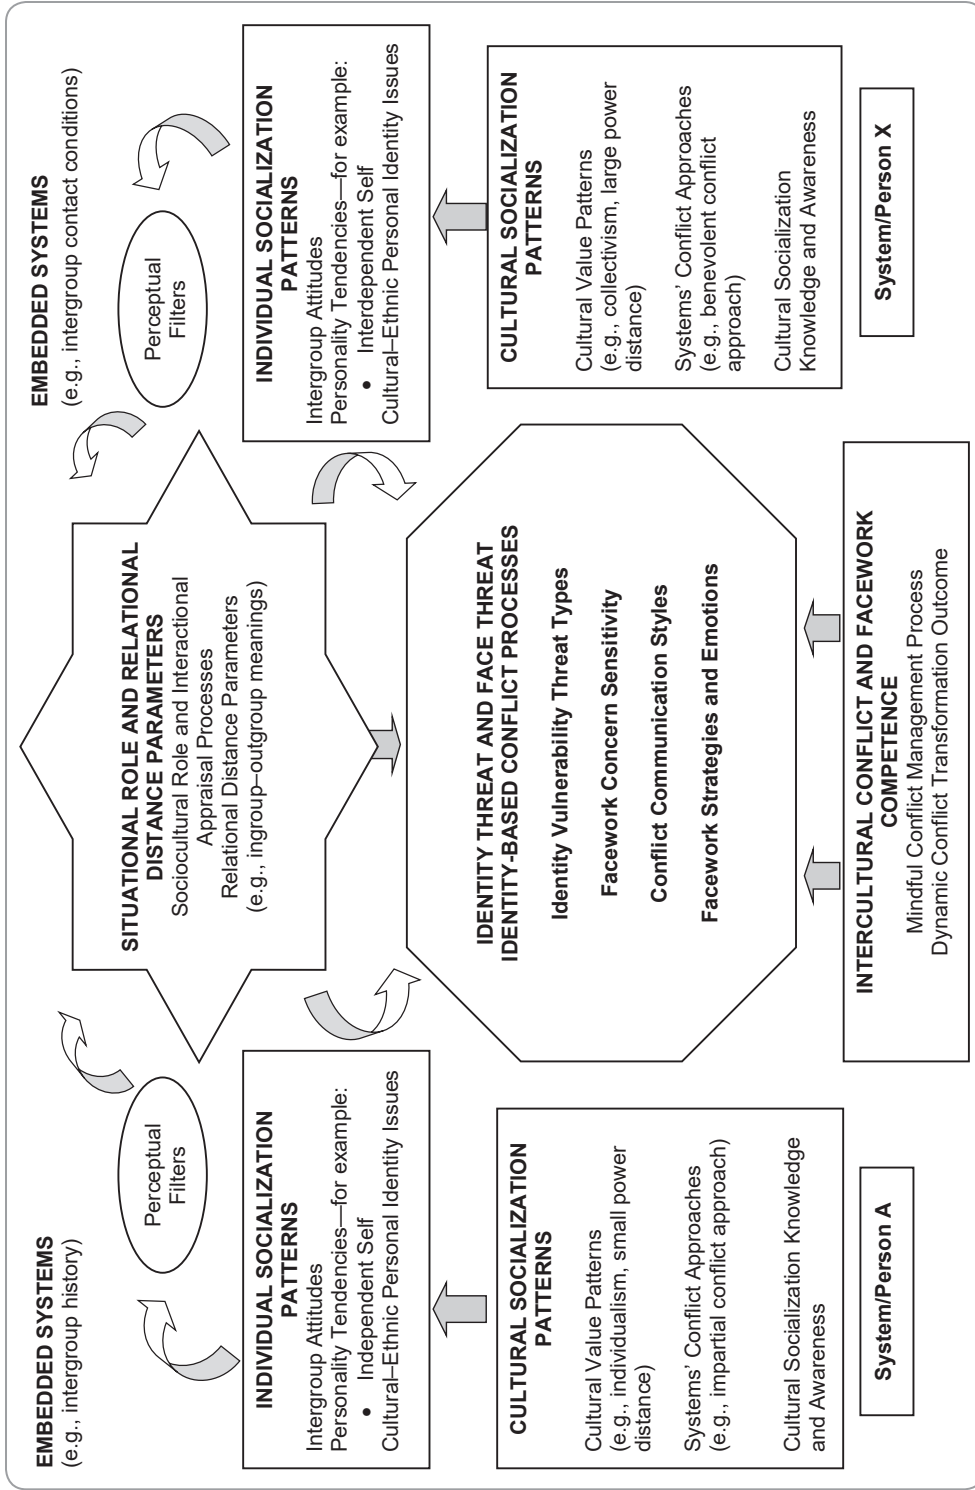 EMBEDDED SYSTEMS
(e.g., intergroup history)
Perceptual
Filters
INDIVIDUAL SOCIALIZATION
PATTERNS
Intergroup Attitudes
Personality Tendencies—for example:
• Independent Self
Cultural–Ethnic Personal Identity Issues
CULTURAL SOCIALIZATION
PATTERNS
Cultural Value Patterns
(e.g., individualism, small power
distance)
Systems’ Conflict Approaches
(e.g., impartial conflict approach)
Cultural Socialization Knowledge
and Awareness
System/Person A
SITUATIONAL ROLE AND RELATIONAL
DISTANCE PARAMETERS
Sociocultural Role and Interactional
Appraisal Processes
Relational Distance Parameters
(e.g., ingroup–outgroup meanings)
IDENTITY THREAT AND FACE THREAT
IDENTITY-BASED CONFLICT PROCESSES
Identity Vulnerability Threat Types
Facework Concern Sensitivity
Conflict Communication Styles
Facework Strategies and Emotions
INTERCULTURAL CONFLICT AND FACEWORK
COMPETENCE
Mindful Conflict Management Process
Dynamic Conflict Transformation Outcome
EMBEDDED SYSTEMS
(e.g., intergroup contact conditions)
Perceptual
Filters
INDIVIDUAL SOCIALIZATION
PATTERNS
Intergroup Attitudes
Personality Tendencies—for example:
• Interdependent Self
Cultural–Ethnic Personal Identity Issues
CULTURAL SOCIALIZATION
PATTERNS
Cultural Value Patterns
(e.g., collectivism, large power
distance)
Systems’ Conflict Approaches
(e.g., benevolent conflict
approach)
Cultural Socialization
Knowledge and Awareness
System/Person X